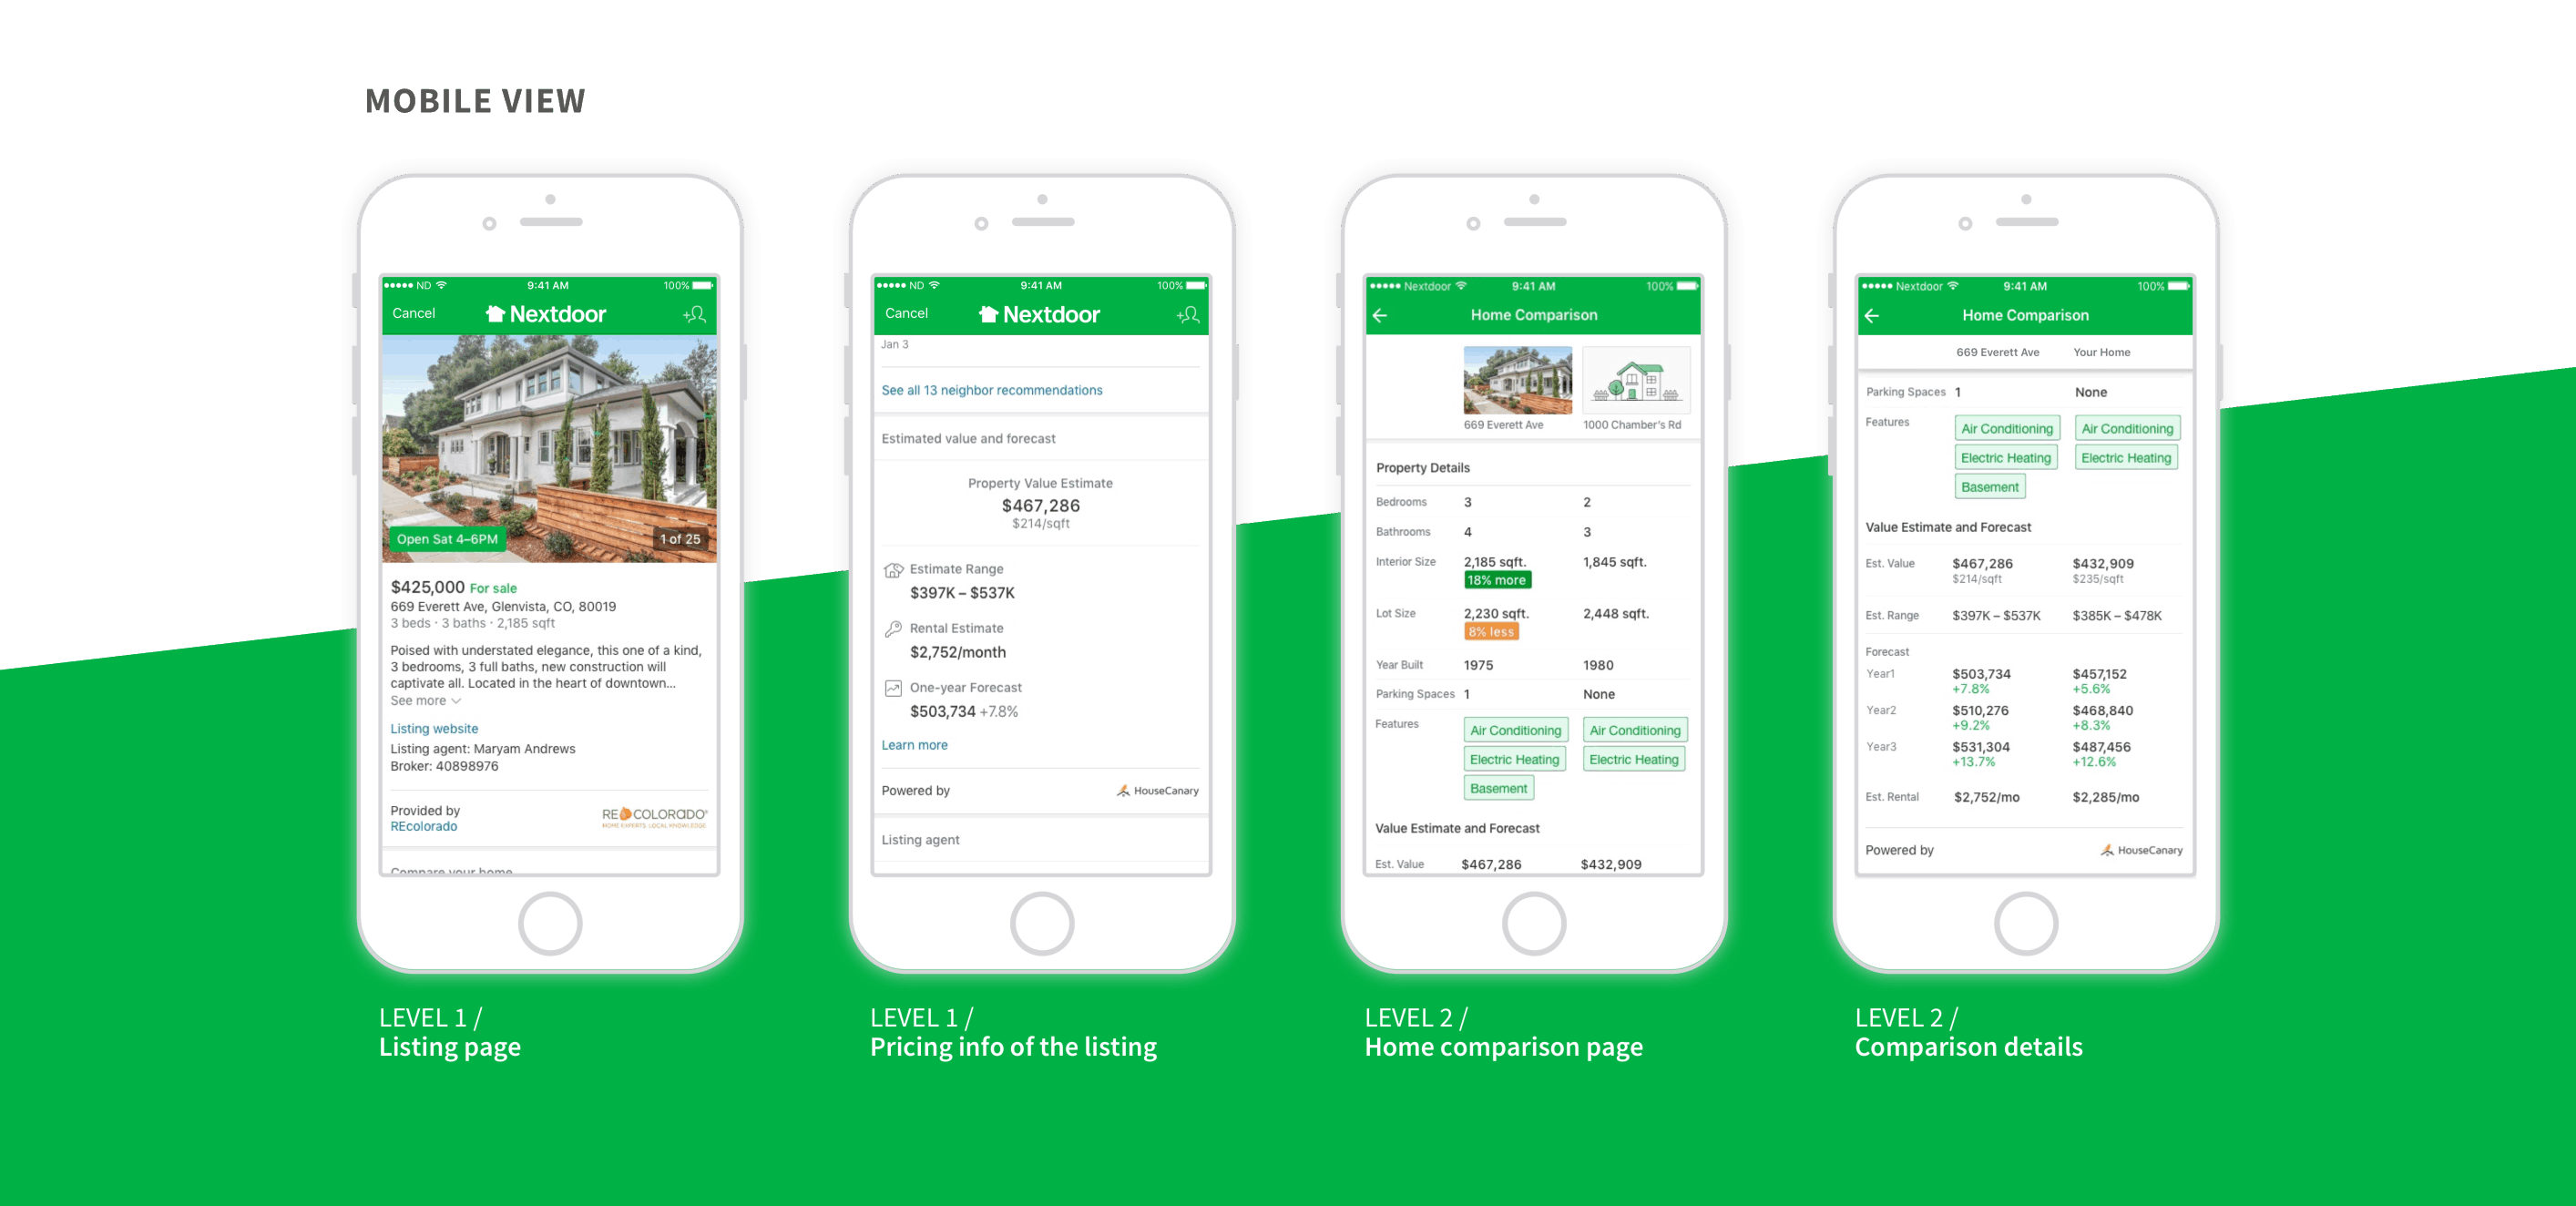 MOBILE VIEW
ND 9:41 AM 100%
Cancel Nextdoor
Open Sat 4–6PM 1 of 25
$425,000 For sale
669 Everett Ave, Glenvista, CO, 80019
3 beds · 3 baths · 2,185 sqft
Poised with understated elegance, this one of a kind,
3 bedrooms, 3 full baths, new construction will
captivate all. Located in the heart of downtown...
See more
Listing website
Listing agent: Maryam Andrews
Broker: 40898976
Provided by
REcolorado
RECOLORADO
HOME EXPERTS. LOCAL KNOWLEDGE.
Compare your home
LEVEL 1 /
Listing page
ND 9:41 AM 100%
Cancel Nextdoor
Jan 3
See all 13 neighbor recommendations
Estimated value and forecast
Property Value Estimate
$467,286
$214/sqft
Estimate Range
$397K – $537K
Rental Estimate
$2,752/month
One-year Forecast
$503,734 +7.8%
Learn more
Powered by HouseCanary
Listing agent
LEVEL 1 /
Pricing info of the listing
Nextdoor 9:41 AM 100%
Home Comparison
669 Everett Ave 1000 Chamber's Rd
Property Details
Bedrooms 3 2
Bathrooms 4 3
Interior Size 2,185 sqft. 1,845 sqft.
18% more
Lot Size 2,230 sqft. 2,448 sqft.
8% less
Year Built 1975 1980
Parking Spaces 1 None
Features Air Conditioning Air Conditioning
Electric Heating Electric Heating
Basement
Value Estimate and Forecast
Est. Value $467,286 $432,909
LEVEL 2 /
Home comparison page
Nextdoor 9:41 AM 100%
Home Comparison
669 Everett Ave Your Home
Parking Spaces 1 None
Features Air Conditioning Air Conditioning
Electric Heating Electric Heating
Basement
Value Estimate and Forecast
Est. Value $467,286 $432,909
$214/sqft $235/sqft
Est. Range $397K – $537K $385K – $478K
Forecast
Year1 $503,734 $457,152
+7.8% +5.6%
Year2 $510,276 $468,840
+9.2% +8.3%
Year3 $531,304 $487,456
+13.7% +12.6%
Est. Rental $2,752/mo $2,285/mo
Powered by HouseCanary
LEVEL 2 /
Comparison details